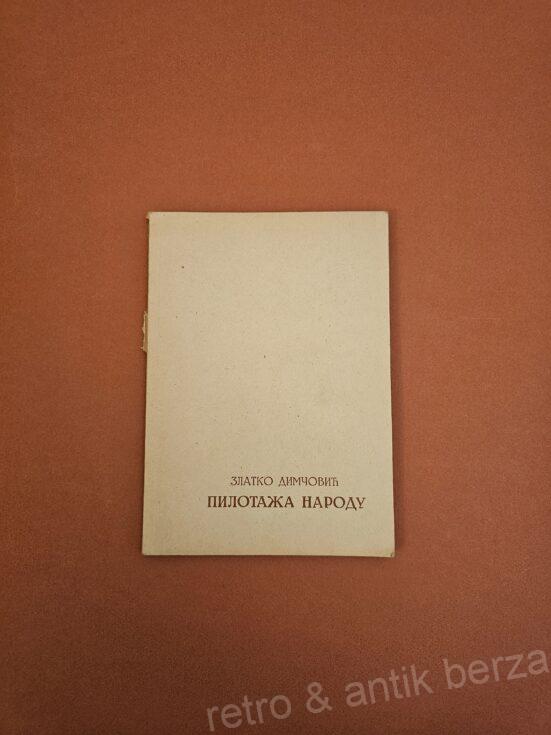 ЗЛАТКО ДИМЧОВИЋ
ПИЛОТАЖА НАРОДУ
retro & antik berza